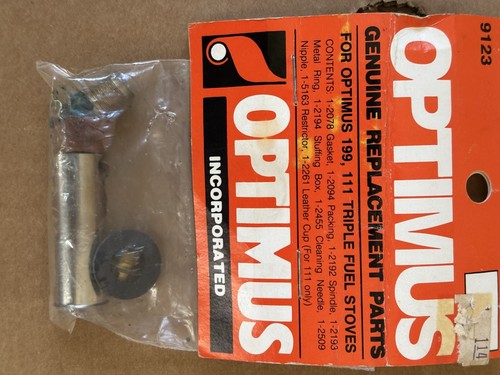 9123
OPTIMUS
GENUINE REPLACEMENT PARTS
FOR OPTIMUS 199, 111 TRIPLE FUEL STOVES
CONTENTS: 1-2078 Gasket, 1-2094 Packing, 1-2192 Spindle, 1-2193
Metal Ring, 1-2194 Stuffing Box, 1-2455 Cleaning Needle, 1-2509
Nipple, 1-5163 Restrictor, 1-2261 Leather Cup (For 111 only)
OPTIMUS
INCORPORATED
114